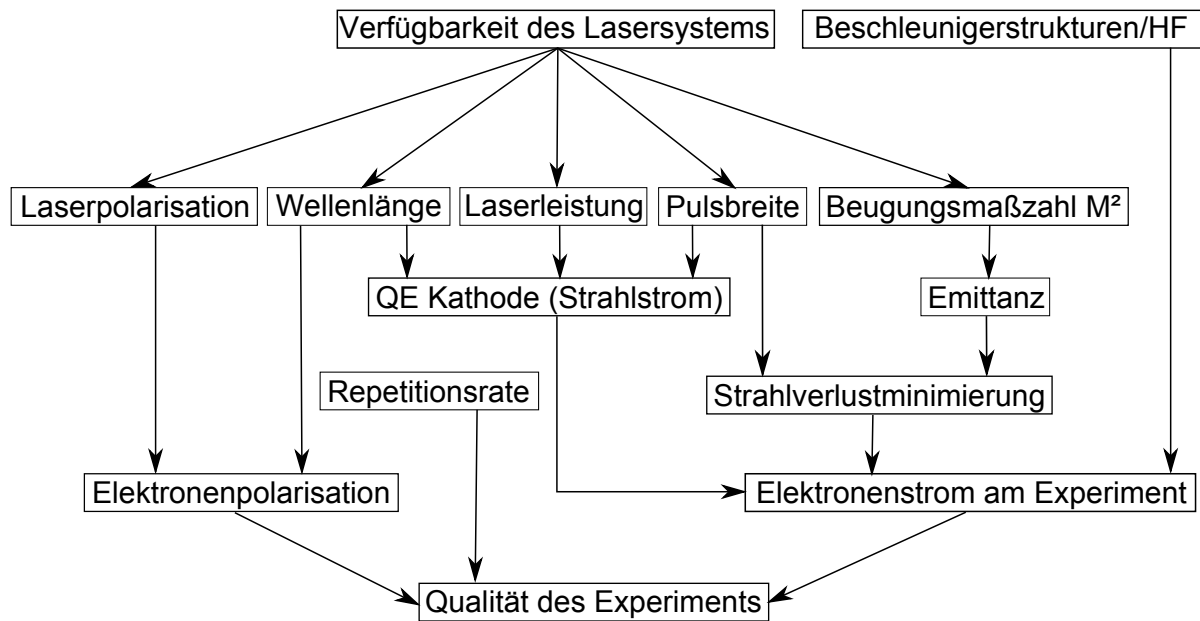 Verfügbarkeit des Lasersystems
Beschleunigerstrukturen/HF
Laserpolarisation
Wellenlänge
Laserleistung
Pulsbreite
Beugungsmaßzahl M²
QE Kathode (Strahlstrom)
Emittanz
Repetitionsrate
Strahlverlustminimierung
Elektronenpolarisation
Elektronenstrom am Experiment
Qualität des Experiments